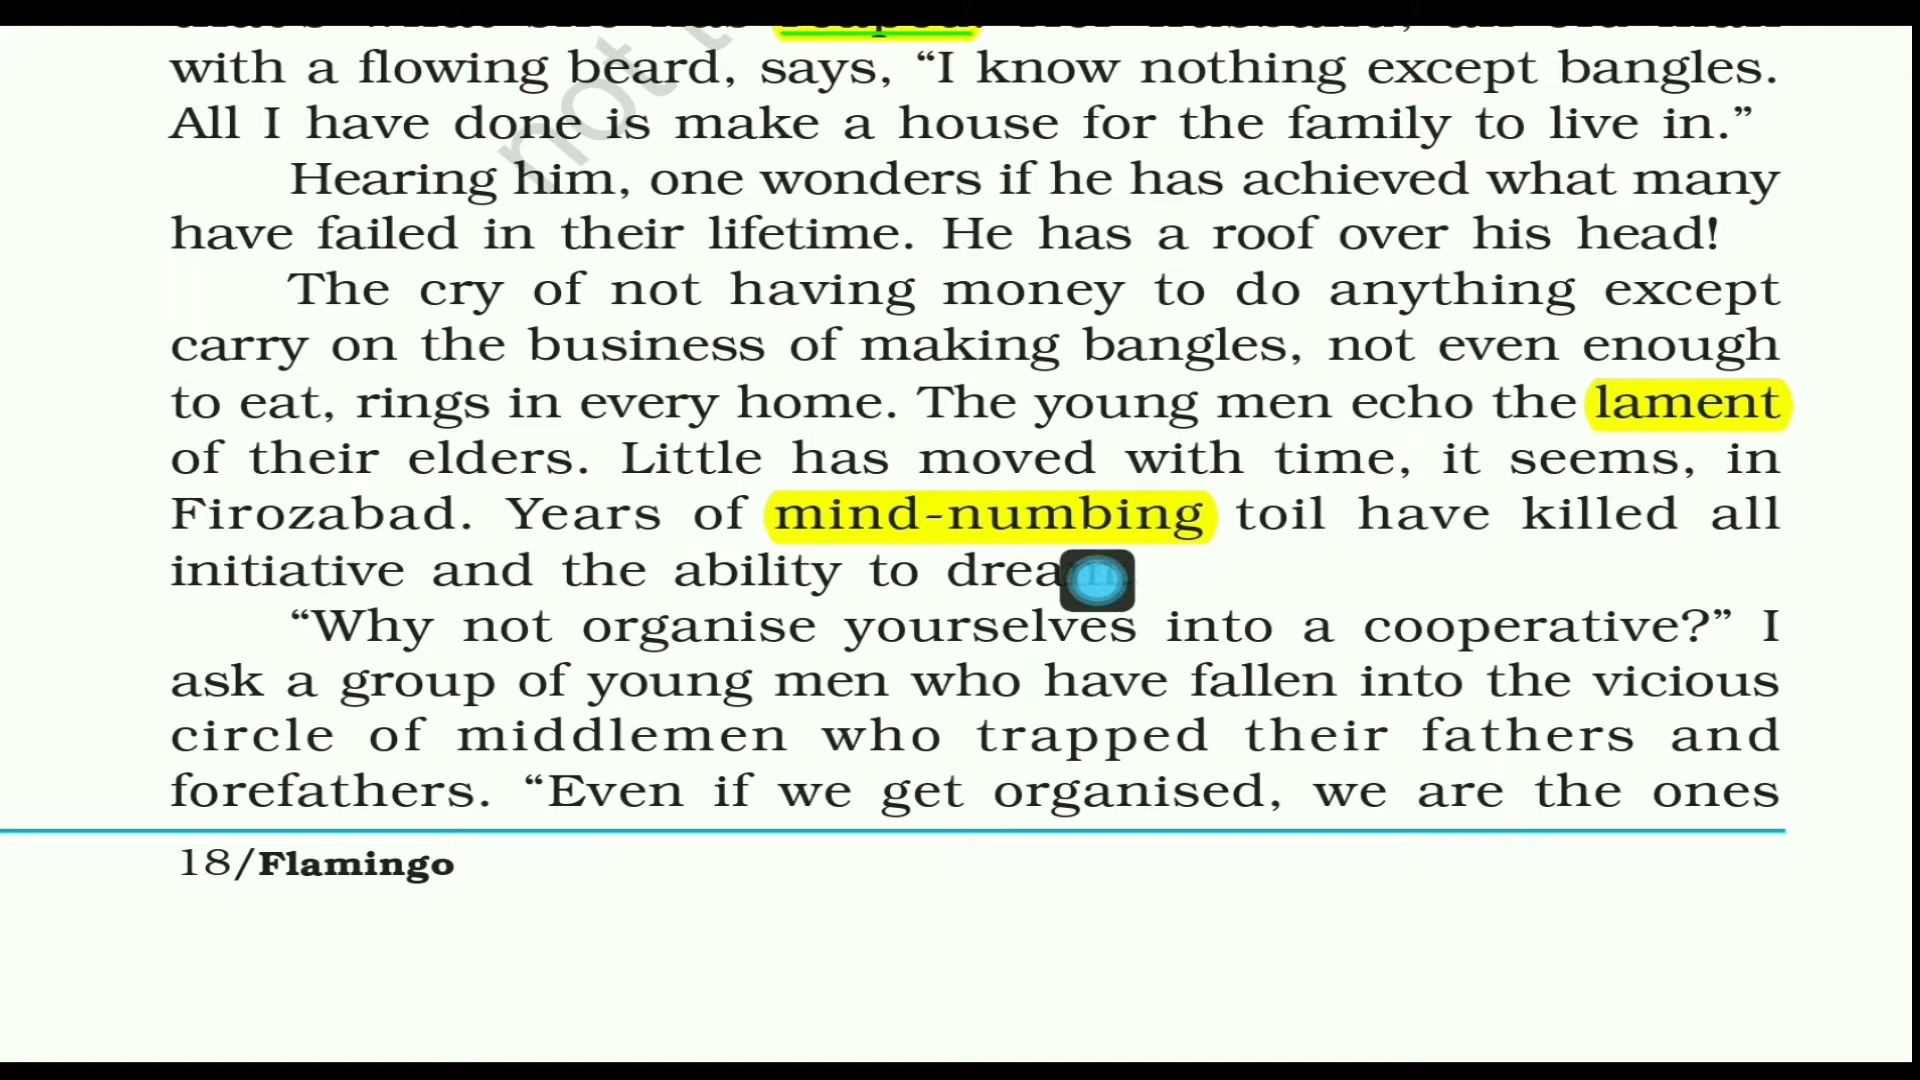 with a flowing beard, says, “I know nothing except bangles.
All I have done is make a house for the family to live in.”
Hearing him, one wonders if he has achieved what many
have failed in their lifetime. He has a roof over his head!
The cry of not having money to do anything except
carry on the business of making bangles, not even enough
to eat, rings in every home. The young men echo the lament
of their elders. Little has moved with time, it seems, in
Firozabad. Years of mind-numbing toil have killed all
initiative and the ability to dream.
“Why not organise yourselves into a cooperative?” I
ask a group of young men who have fallen into the vicious
circle of middlemen who trapped their fathers and
forefathers. “Even if we get organised, we are the ones
18/Flamingo
not